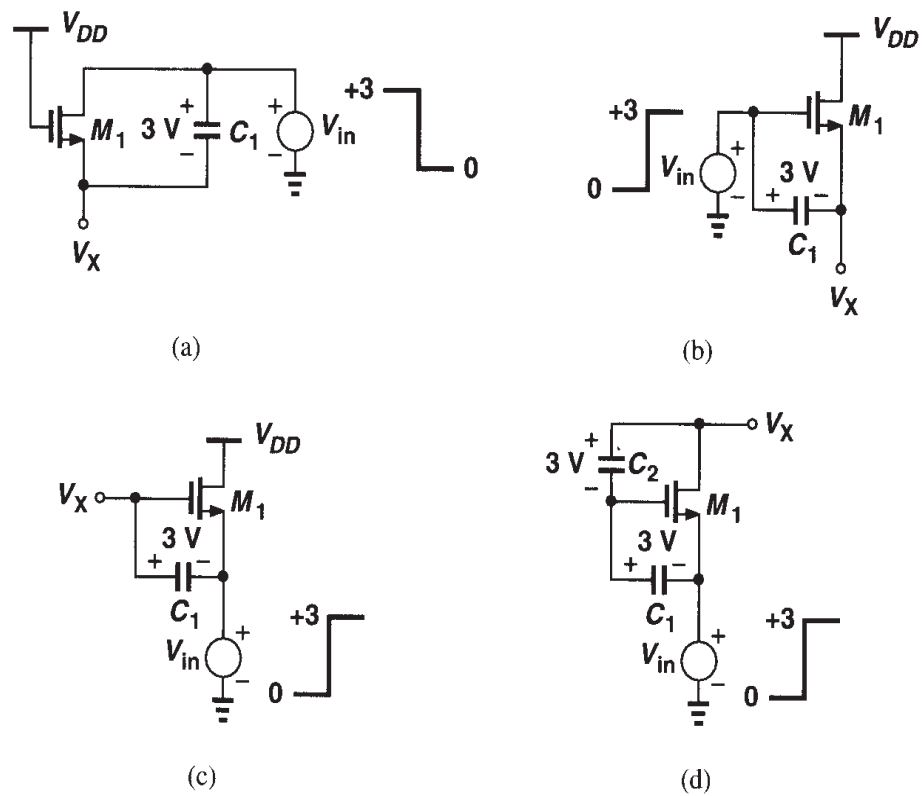 V_DD
M_1
+
3 V
−
C_1
+
V_in
−
+3
0
V_X
(a)
V_DD
+3
0
M_1
V_in
+
−
3 V
+
−
C_1
V_X
(b)
V_DD
V_X
M_1
3 V
+
−
C_1
V_in
+
−
+3
0
(c)
V_X
+
3 V
−
C_2
M_1
3 V
+
−
C_1
V_in
+
−
+3
0
(d)